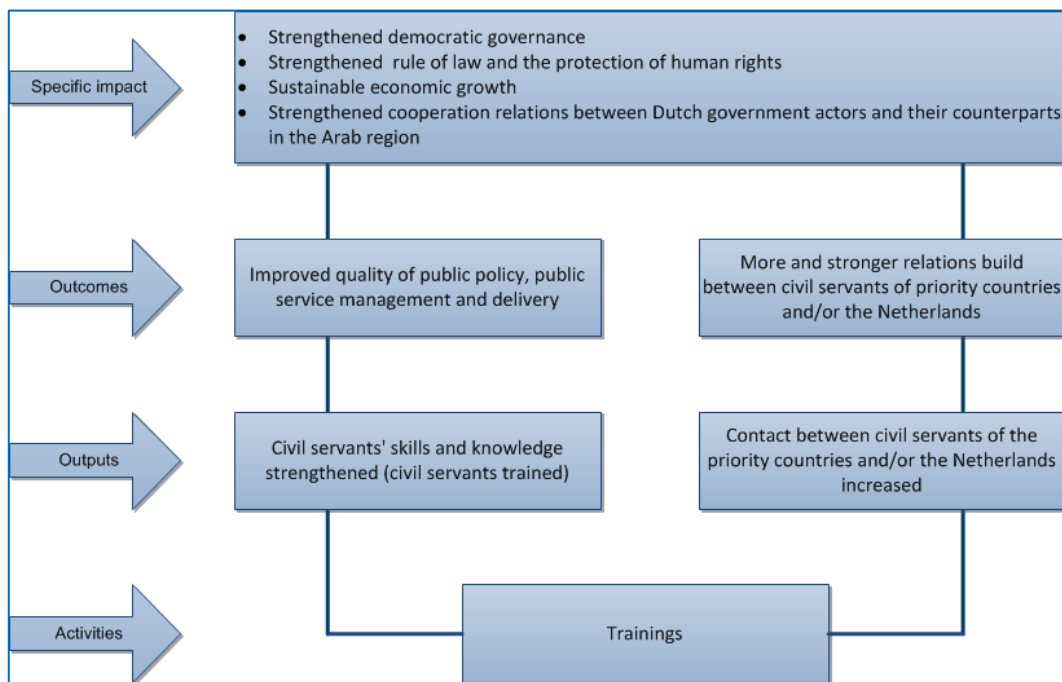 Specific impact
• Strengthened democratic governance
• Strengthened rule of law and the protection of human rights
• Sustainable economic growth
• Strengthened cooperation relations between Dutch government actors and their counterparts
in the Arab region
Outcomes
Improved quality of public policy, public
service management and delivery
More and stronger relations build
between civil servants of priority countries
and/or the Netherlands
Outputs
Civil servants' skills and knowledge
strengthened (civil servants trained)
Contact between civil servants of the
priority countries and/or the Netherlands
increased
Activities
Trainings